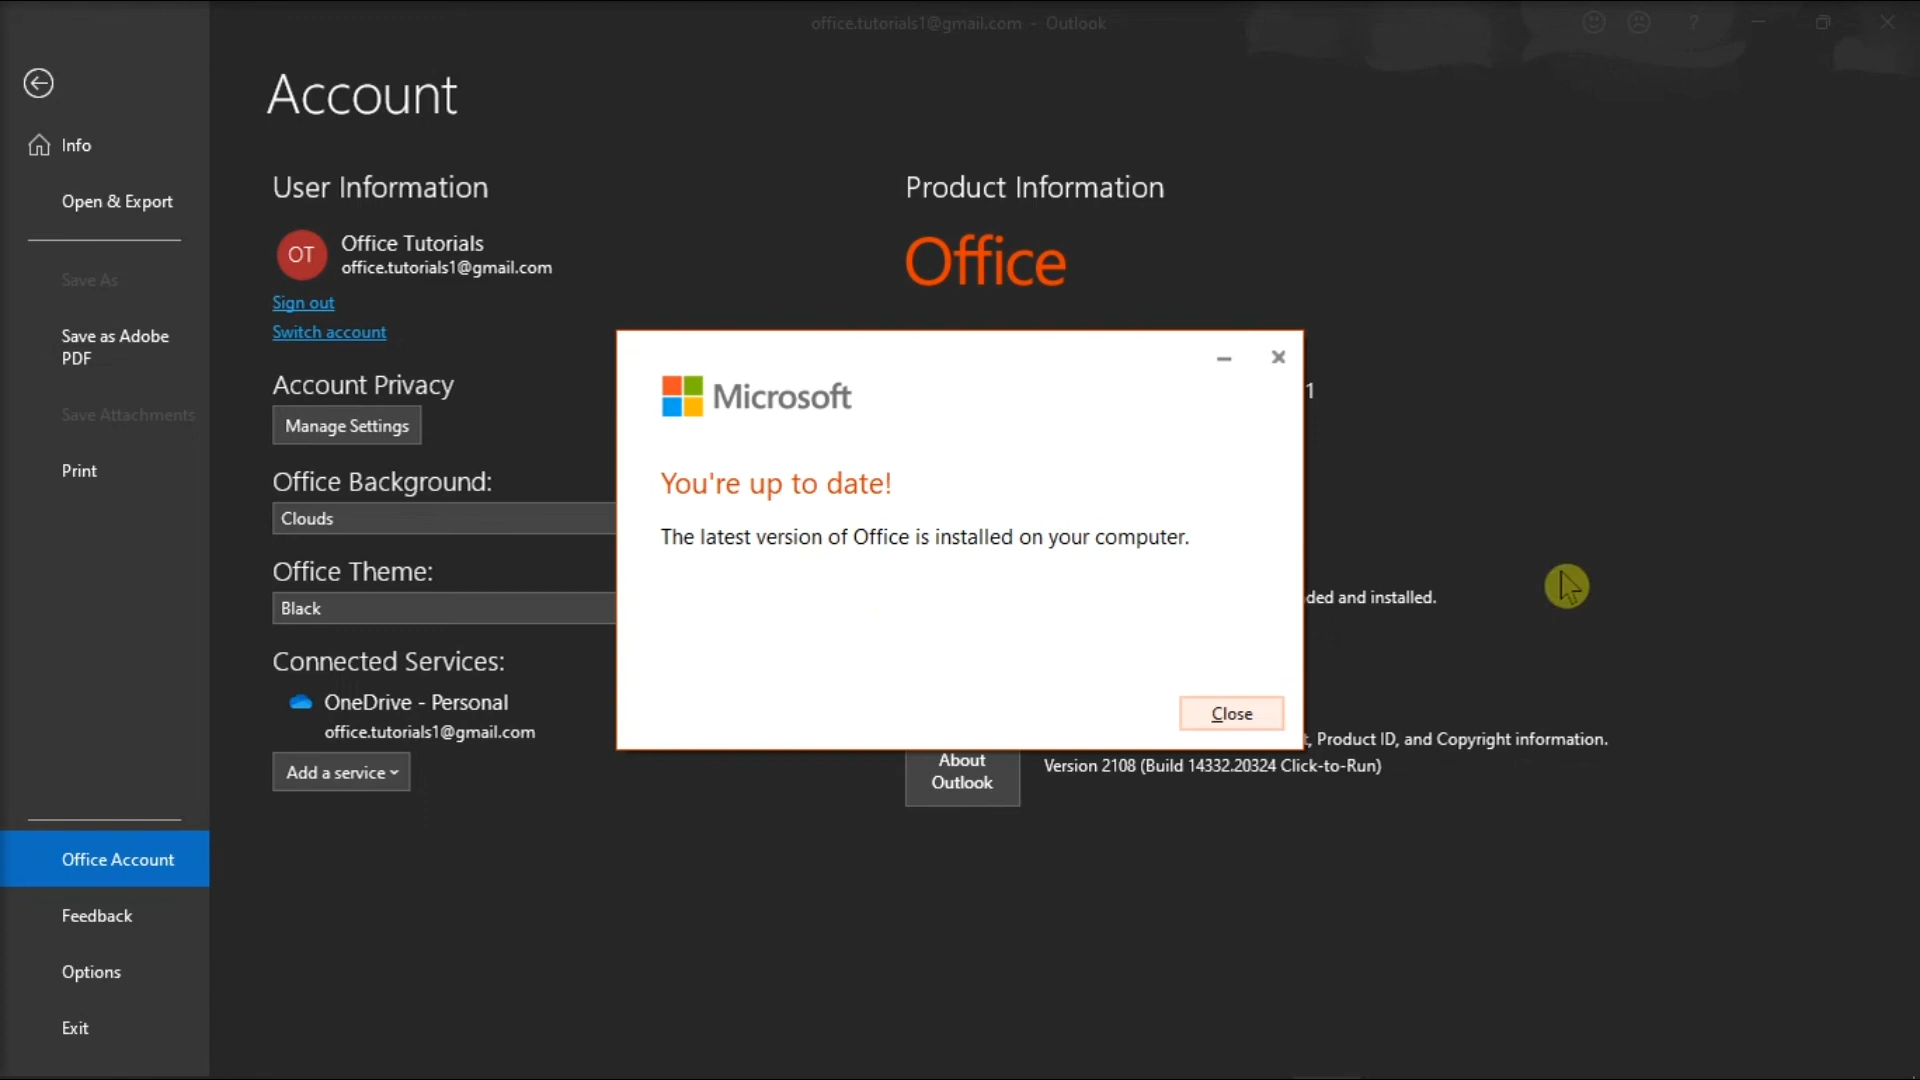 office.tutorials1@gmail.com - Outlook
?
Account
Info
Open & Export
Save As
Save as Adobe
PDF
Save Attachments
Print
Office Account
Feedback
Options
Exit
User Information
OT
Office Tutorials
office.tutorials1@gmail.com
Sign out
Switch account
Account Privacy
Manage Settings
Office Background:
Clouds
Office Theme:
Black
Connected Services:
OneDrive - Personal
office.tutorials1@gmail.com
Add a service
Product Information
Office
1
Microsoft
You're up to date!
The latest version of Office is installed on your computer.
Close
ded and installed.
About
Outlook
t, Product ID, and Copyright information.
Version 2108 (Build 14332.20324 Click-to-Run)